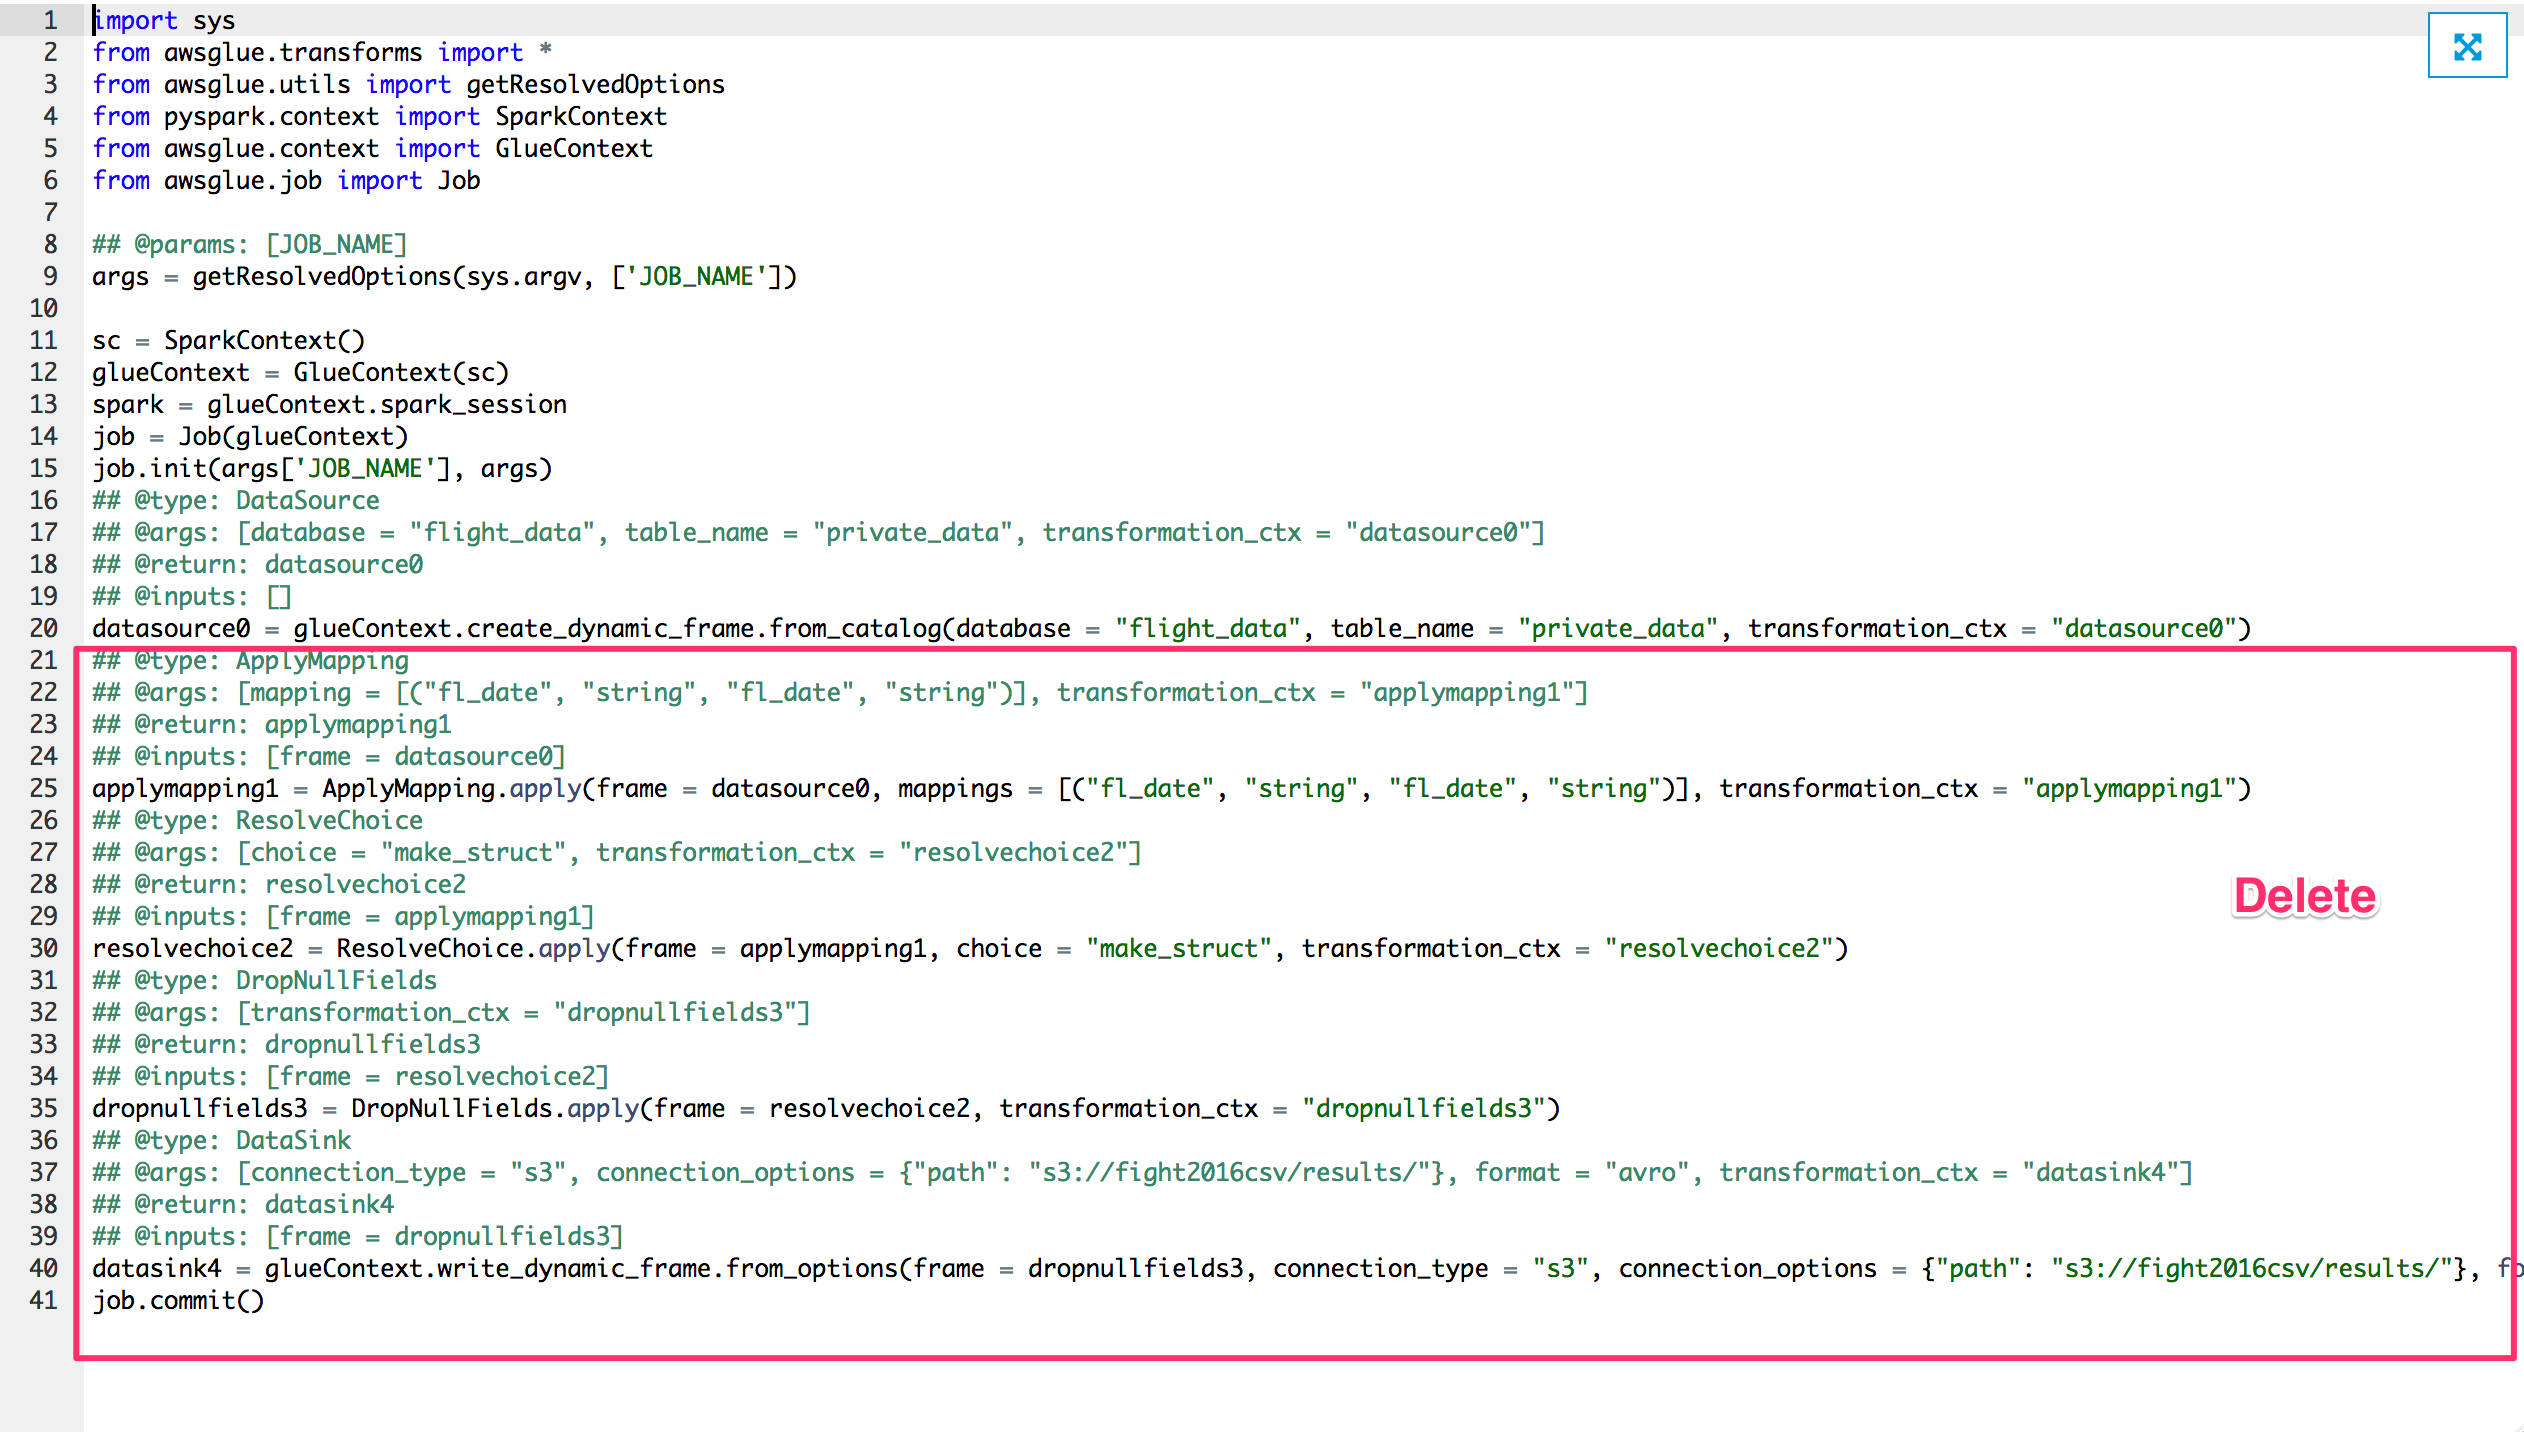 1 import sys
2 from awsglue.transforms import *
3 from awsglue.utils import getResolvedOptions
4 from pyspark.context import SparkContext
5 from awsglue.context import GlueContext
6 from awsglue.job import Job
7
8 ## @params: [JOB_NAME]
9 args = getResolvedOptions(sys.argv, ['JOB_NAME'])
10
11 sc = SparkContext()
12 glueContext = GlueContext(sc)
13 spark = glueContext.spark_session
14 job = Job(glueContext)
15 job.init(args['JOB_NAME'], args)
16 ## @type: DataSource
17 ## @args: [database = "flight_data", table_name = "private_data", transformation_ctx = "datasource0"]
18 ## @return: datasource0
19 ## @inputs: []
20 datasource0 = glueContext.create_dynamic_frame.from_catalog(database = "flight_data", table_name = "private_data", transformation_ctx = "datasource0")
21 ## @type: ApplyMapping
22 ## @args: [mapping = [("fl_date", "string", "fl_date", "string")], transformation_ctx = "applymapping1"]
23 ## @return: applymapping1
24 ## @inputs: [frame = datasource0]
25 applymapping1 = ApplyMapping.apply(frame = datasource0, mappings = [("fl_date", "string", "fl_date", "string")], transformation_ctx = "applymapping1")
26 ## @type: ResolveChoice
27 ## @args: [choice = "make_struct", transformation_ctx = "resolvechoice2"]
28 ## @return: resolvechoice2
Delete
29 ## @inputs: [frame = applymapping1]
30 resolvechoice2 = ResolveChoice.apply(frame = applymapping1, choice = "make_struct", transformation_ctx = "resolvechoice2")
31 ## @type: DropNullFields
32 ## @args: [transformation_ctx = "dropnullfields3"]
33 ## @return: dropnullfields3
34 ## @inputs: [frame = resolvechoice2]
35 dropnullfields3 = DropNullFields.apply(frame = resolvechoice2, transformation_ctx = "dropnullfields3")
36 ## @type: DataSink
37 ## @args: [connection_type = "s3", connection_options = {"path": "s3://fight2016csv/results/"}, format = "avro", transformation_ctx = "datasink4"]
38 ## @return: datasink4
39 ## @inputs: [frame = dropnullfields3]
40 datasink4 = glueContext.write_dynamic_frame.from_options(frame = dropnullfields3, connection_type = "s3", connection_options = {"path": "s3://fight2016csv/results/"},
41 job.commit()